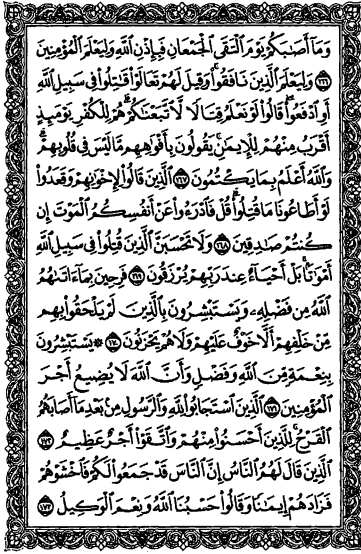 وَمَآ أَصَٰبَكُمْ يَوْمَ ٱلْتَقَى ٱلْجَمْعَانِ فَبِإِذْنِ ٱللَّهِ وَلِيَعْلَمَ ٱلْمُؤْمِنِينَ
١٦٦ وَلِيَعْلَمَ ٱلَّذِينَ نَافَقُوا۟ ۚ وَقِيلَ لَهُمْ تَعَالَوْا۟ قَٰتِلُوا۟ فِى سَبِيلِ ٱللَّهِ
أَوِ ٱدْفَعُوا۟ ۖ قَالُوا۟ لَوْ نَعْلَمُ قِتَالًا لَّٱتَّبَعْنَٰكُمْ ۗ هُمْ لِلْكُفْرِ يَوْمَئِذٍ
أَقْرَبُ مِنْهُمْ لِلْإِيمَٰنِ ۚ يَقُولُونَ بِأَفْوَٰهِهِم مَّا لَيْسَ فِى قُلُوبِهِمْ ۗ
وَٱللَّهُ أَعْلَمُ بِمَا يَكْتُمُونَ ١٦٧ ٱلَّذِينَ قَالُوا۟ لِإِخْوَٰنِهِمْ وَقَعَدُوا۟
لَوْ أَطَاعُونَا مَا قُتِلُوا۟ ۗ قُلْ فَٱدْرَءُوا۟ عَنْ أَنفُسِكُمُ ٱلْمَوْتَ إِن
كُنتُمْ صَٰدِقِينَ ١٦٨ وَلَا تَحْسَبَنَّ ٱلَّذِينَ قُتِلُوا۟ فِى سَبِيلِ ٱللَّهِ
أَمْوَٰتًۢا ۚ بَلْ أَحْيَآءٌ عِندَ رَبِّهِمْ يُرْزَقُونَ ١٦٩ فَرِحِينَ بِمَآ ءَاتَىٰهُمُ
ٱللَّهُ مِن فَضْلِهِۦ وَيَسْتَبْشِرُونَ بِٱلَّذِينَ لَمْ يَلْحَقُوا۟ بِهِم
مِّنْ خَلْفِهِمْ أَلَّا خَوْفٌ عَلَيْهِمْ وَلَا هُمْ يَحْزَنُونَ ١٧٠ ۞ يَسْتَبْشِرُونَ
بِنِعْمَةٍ مِّنَ ٱللَّهِ وَفَضْلٍ وَأَنَّ ٱللَّهَ لَا يُضِيعُ أَجْرَ
ٱلْمُؤْمِنِينَ ١٧١ ٱلَّذِينَ ٱسْتَجَابُوا۟ لِلَّهِ وَٱلرَّسُولِ مِنۢ بَعْدِ مَآ أَصَابَهُمُ
ٱلْقَرْحُ ۚ لِلَّذِينَ أَحْسَنُوا۟ مِنْهُمْ وَٱتَّقَوْا۟ أَجْرٌ عَظِيمٌ ١٧٢
ٱلَّذِينَ قَالَ لَهُمُ ٱلنَّاسُ إِنَّ ٱلنَّاسَ قَدْ جَمَعُوا۟ لَكُمْ فَٱخْشَوْهُمْ
فَزَادَهُمْ إِيمَٰنًا وَقَالُوا۟ حَسْبُنَا ٱللَّهُ وَنِعْمَ ٱلْوَكِيلُ ١٧٣